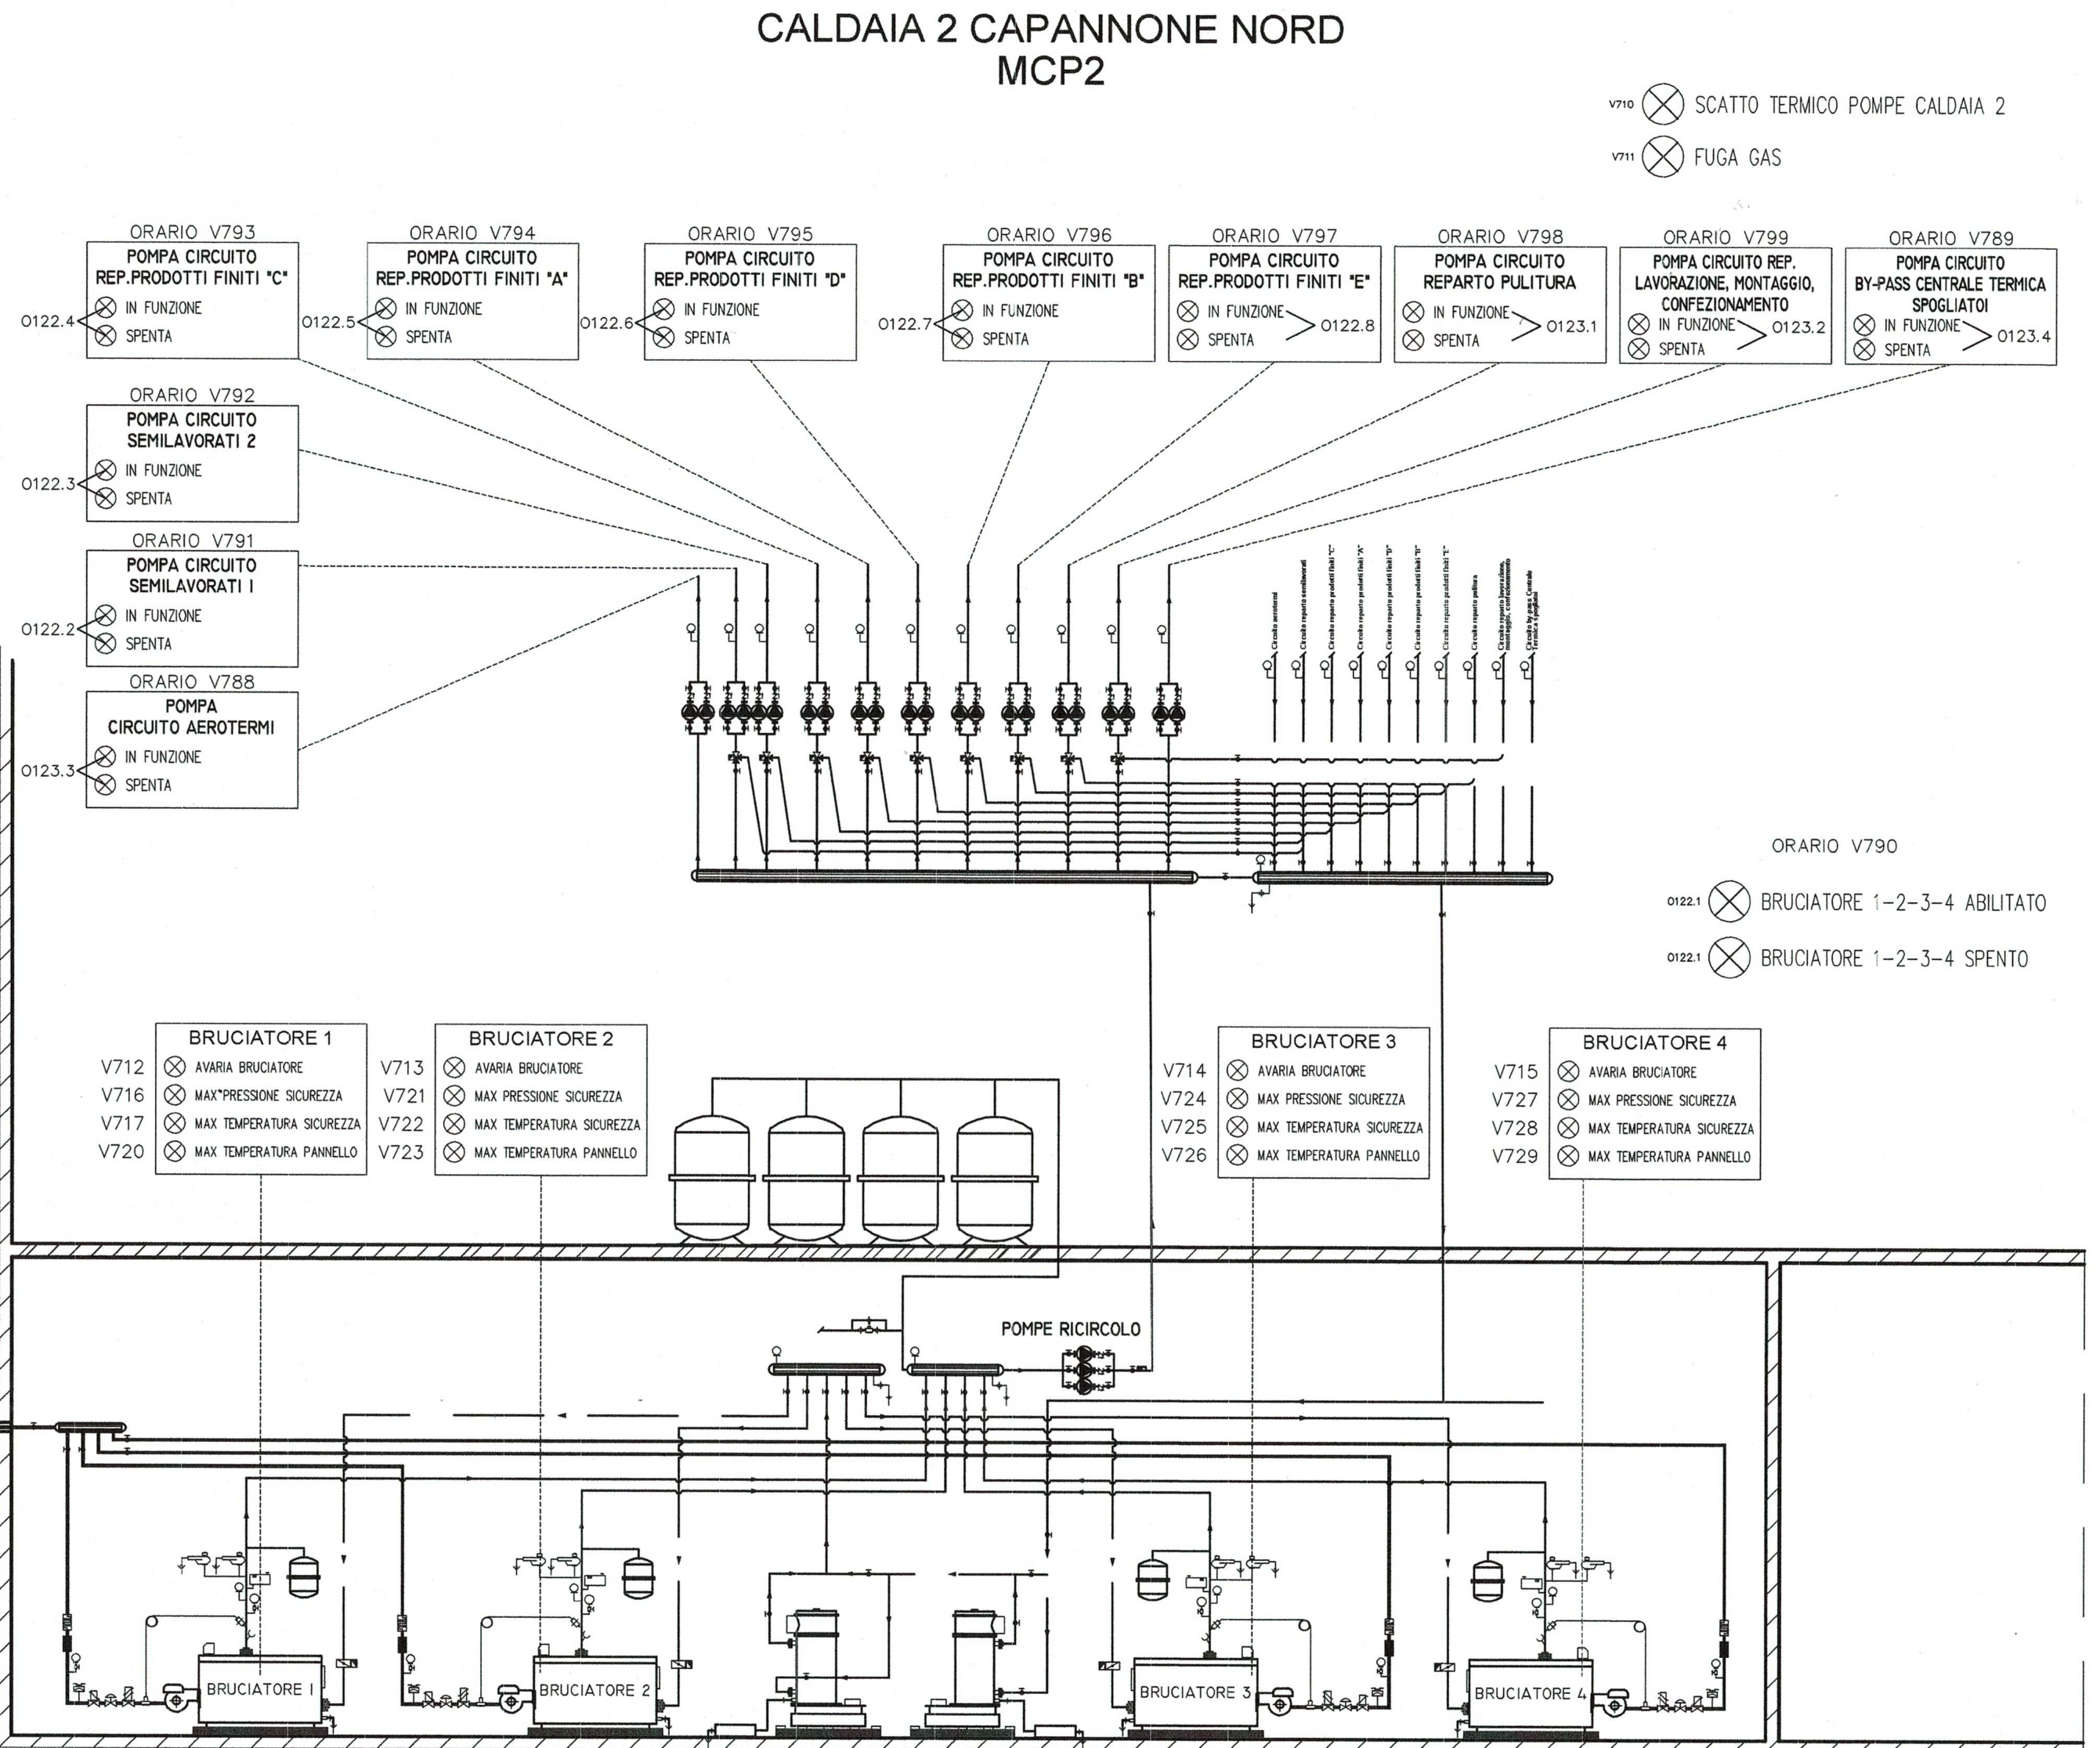 CALDAIA 2 CAPANNONE NORD
MCP2
V710 SCATTO TERMICO POMPE CALDAIA 2
V711 FUGA GAS
ORARIO V793
POMPA CIRCUITO
REP.PRODOTTI FINITI "C"
IN FUNZIONE
O122.4
SPENTA
ORARIO V794
POMPA CIRCUITO
REP.PRODOTTI FINITI "A"
IN FUNZIONE
O122.5
SPENTA
ORARIO V795
POMPA CIRCUITO
REP.PRODOTTI FINITI "D"
IN FUNZIONE
O122.6
SPENTA
ORARIO V796
POMPA CIRCUITO
REP.PRODOTTI FINITI "B"
IN FUNZIONE
O122.7
SPENTA
ORARIO V797
POMPA CIRCUITO
REP.PRODOTTI FINITI "E"
IN FUNZIONE
O122.8
SPENTA
ORARIO V798
POMPA CIRCUITO
REPARTO PULITURA
IN FUNZIONE
O123.1
SPENTA
ORARIO V799
POMPA CIRCUITO REP.
LAVORAZIONE, MONTAGGIO,
CONFEZIONAMENTO
IN FUNZIONE
O123.2
SPENTA
ORARIO V789
POMPA CIRCUITO
BY-PASS CENTRALE TERMICA
SPOGLIATOI
IN FUNZIONE
O123.4
SPENTA
ORARIO V792
POMPA CIRCUITO
SEMILAVORATI 2
IN FUNZIONE
O122.3
SPENTA
ORARIO V791
POMPA CIRCUITO
SEMILAVORATI 1
IN FUNZIONE
O122.2
SPENTA
ORARIO V788
POMPA
CIRCUITO AEROTERMI
IN FUNZIONE
O123.3
SPENTA
Circuito aerotermi
Circuito reparto semilavorati
Circuito reparto prodotti finiti "C"
Circuito reparto prodotti finiti "A"
Circuito reparto prodotti finiti "D"
Circuito reparto prodotti finiti "B"
Circuito reparto prodotti finiti "E"
Circuito reparto pulitura
Circuito reparto lavorazione,
montaggio, confezionamento
Circuito by-pass Centrale
Termica spogliatoi
ORARIO V790
O122.1 BRUCIATORE 1-2-3-4 ABILITATO
O122.1 BRUCIATORE 1-2-3-4 SPENTO
BRUCIATORE 1
V712 AVARIA BRUCIATORE
V716 MAX PRESSIONE SICUREZZA
V717 MAX TEMPERATURA SICUREZZA
V720 MAX TEMPERATURA PANNELLO
BRUCIATORE 2
V713 AVARIA BRUCIATORE
V721 MAX PRESSIONE SICUREZZA
V722 MAX TEMPERATURA SICUREZZA
V723 MAX TEMPERATURA PANNELLO
BRUCIATORE 3
V714 AVARIA BRUCIATORE
V724 MAX PRESSIONE SICUREZZA
V725 MAX TEMPERATURA SICUREZZA
V726 MAX TEMPERATURA PANNELLO
BRUCIATORE 4
V715 AVARIA BRUCIATORE
V727 MAX PRESSIONE SICUREZZA
V728 MAX TEMPERATURA SICUREZZA
V729 MAX TEMPERATURA PANNELLO
POMPE RICIRCOLO
BRUCIATORE 1
BRUCIATORE 2
BRUCIATORE 3
BRUCIATORE 4